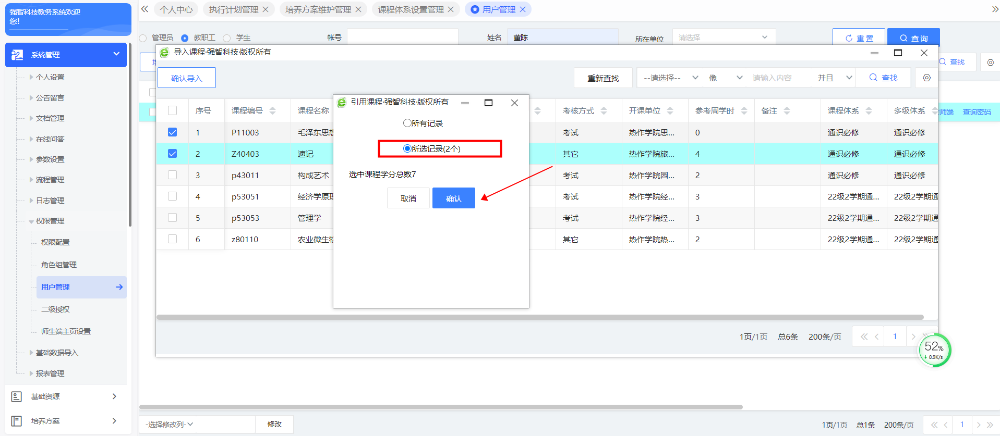 强智科技教务系统欢迎
您!
个人中心
执行计划管理
培养方案维护管理
课程体系设置管理
用户管理
管理员
教职工
学生
帐号
姓名
董陈
所在单位
请选择
重置
查询
系统管理
个人设置
公告留言
文档管理
在线问答
参数设置
流程管理
日志管理
权限管理
权限配置
角色组管理
用户管理
二级授权
师生端主页设置
基础数据导入
报表管理
基础资源
培养方案
导入课程·强智科技·版权所有
查找
确认导入
重新查找
--请选择--
像
请输入内容
并且
查找
师端 查询密码
序号 课程编号 课程名称 考核方式 开课单位 参考周学时 备注 课程体系 多级体系
1 P11003 毛泽东思想 考试 热作学院思... 0 通识必修 通识必修
2 Z40403 速记 其它 热作学院旅... 4 通识必修 通识必修
3 p43011 构成艺术 考试 热作学院园... 2 通识必修 通识必修
4 p53051 经济学原理 考试 热作学院经... 3 22级2学期通... 22级2学期通
5 p53053 管理学 考试 热作学院经... 3 22级2学期通... 22级2学期通
6 z80110 农业微生物 其它 热作学院热... 2 22级2学期通... 22级2学期通
引用课程·强智科技·版权所有
所有记录
所选记录(2个)
选中课程学分总数7
取消
确认
1页/1页 总6条 200条/页 1
52%
0.9K/s
-选择修改列-
修改
1页/1页 总1条 200条/页 1